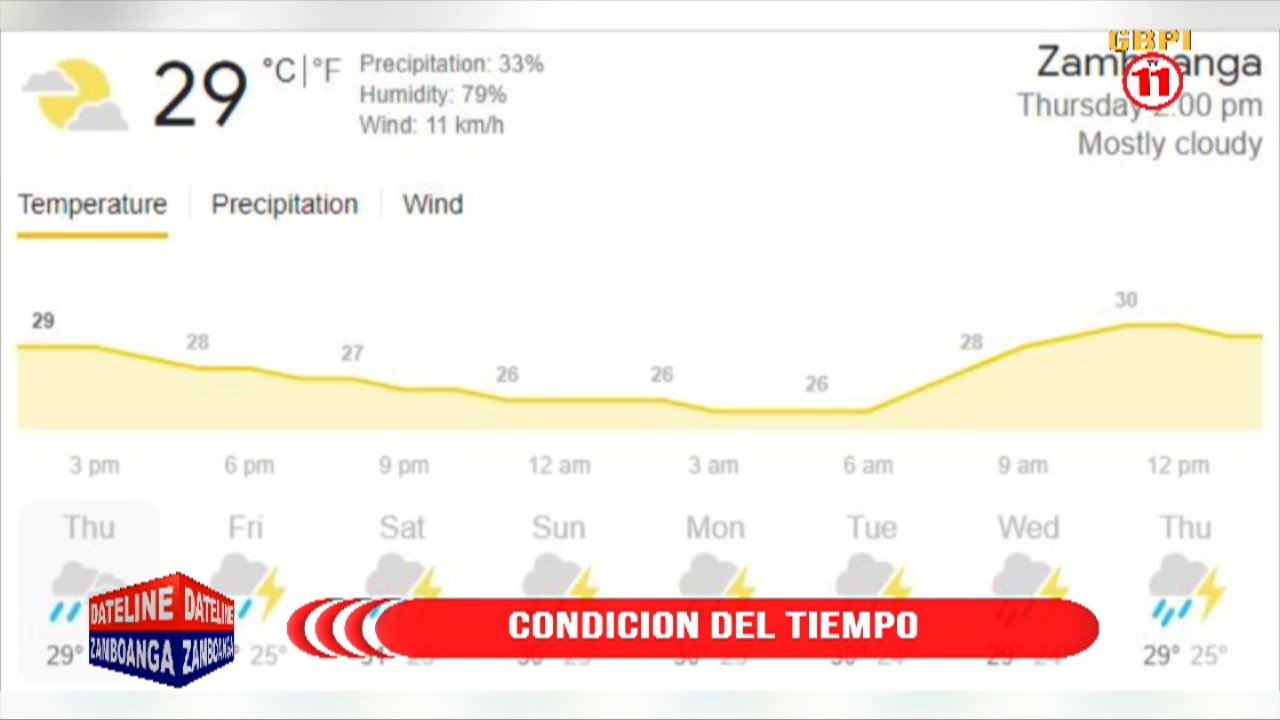 29 °C|°F
Precipitation: 33%
Humidity: 79%
Wind: 11 km/h
GBPI
TV
11
Thursday 2:00 pm
Mostly cloudy
Temperature
Precipitation
Wind
29 28 27 26 26 26 28 30
3 pm 6 pm 9 pm 12 am 3 am 6 am 9 am 12 pm
Thu Fri Sat Sun Mon Tue Wed Thu
29° 25° 29° 25°
DATELINE DATELINE
ZAMBOANGA ZAMBOANGA
CONDICION DEL TIEMPO